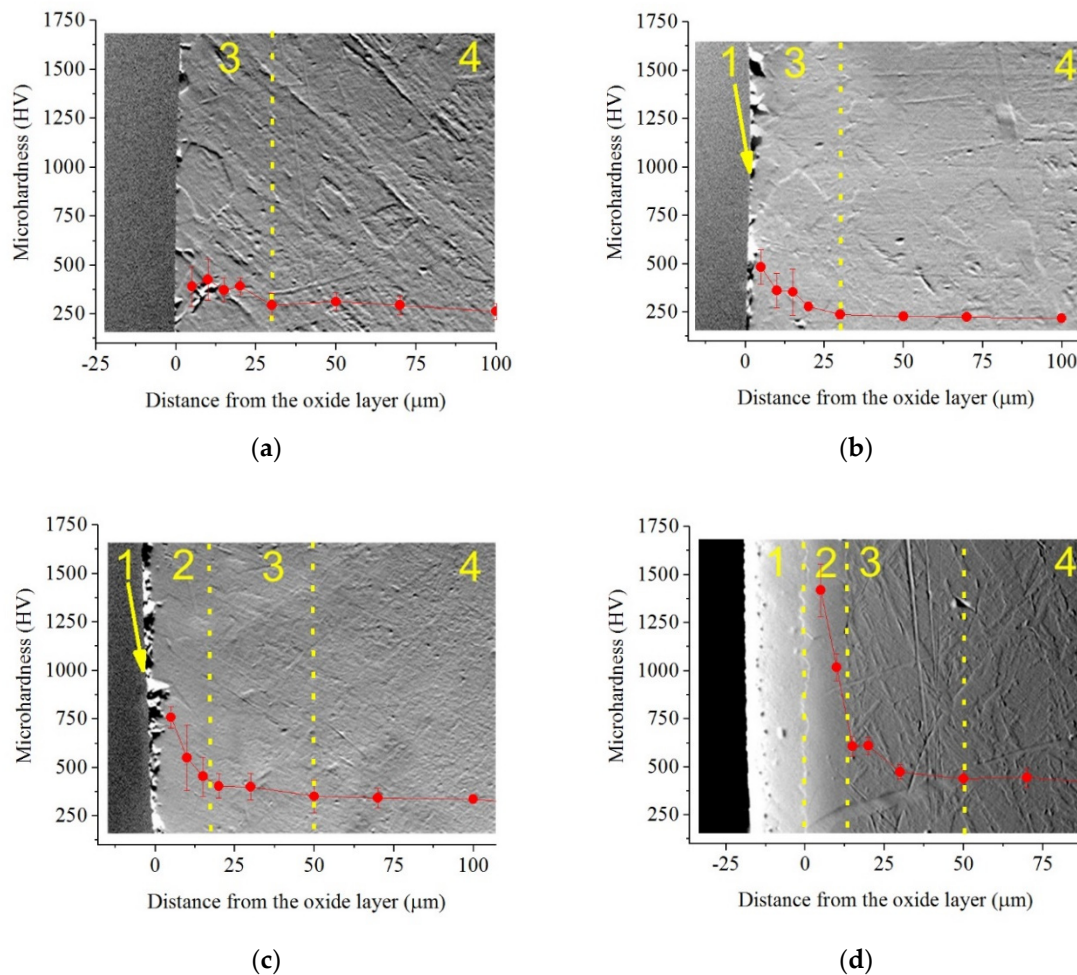 1750
1500
1250
1000
750
500
250
Microhardness (HV)
3
4
-25 0 25 50 75 100
Distance from the oxide layer (μm)
(a)
1750
1500
1250
1000
750
500
250
Microhardness (HV)
1 3 4
0 25 50 75 100
Distance from the oxide layer (μm)
(b)
1750
1500
1250
1000
750
500
250
Microhardness (HV)
1 2 3 4
0 25 50 75 100
Distance from the oxide layer (μm)
(c)
1750
1500
1250
1000
750
500
250
Microhardness (HV)
1 2 3 4
-25 0 25 50 75
Distance from the oxide layer (μm)
(d)